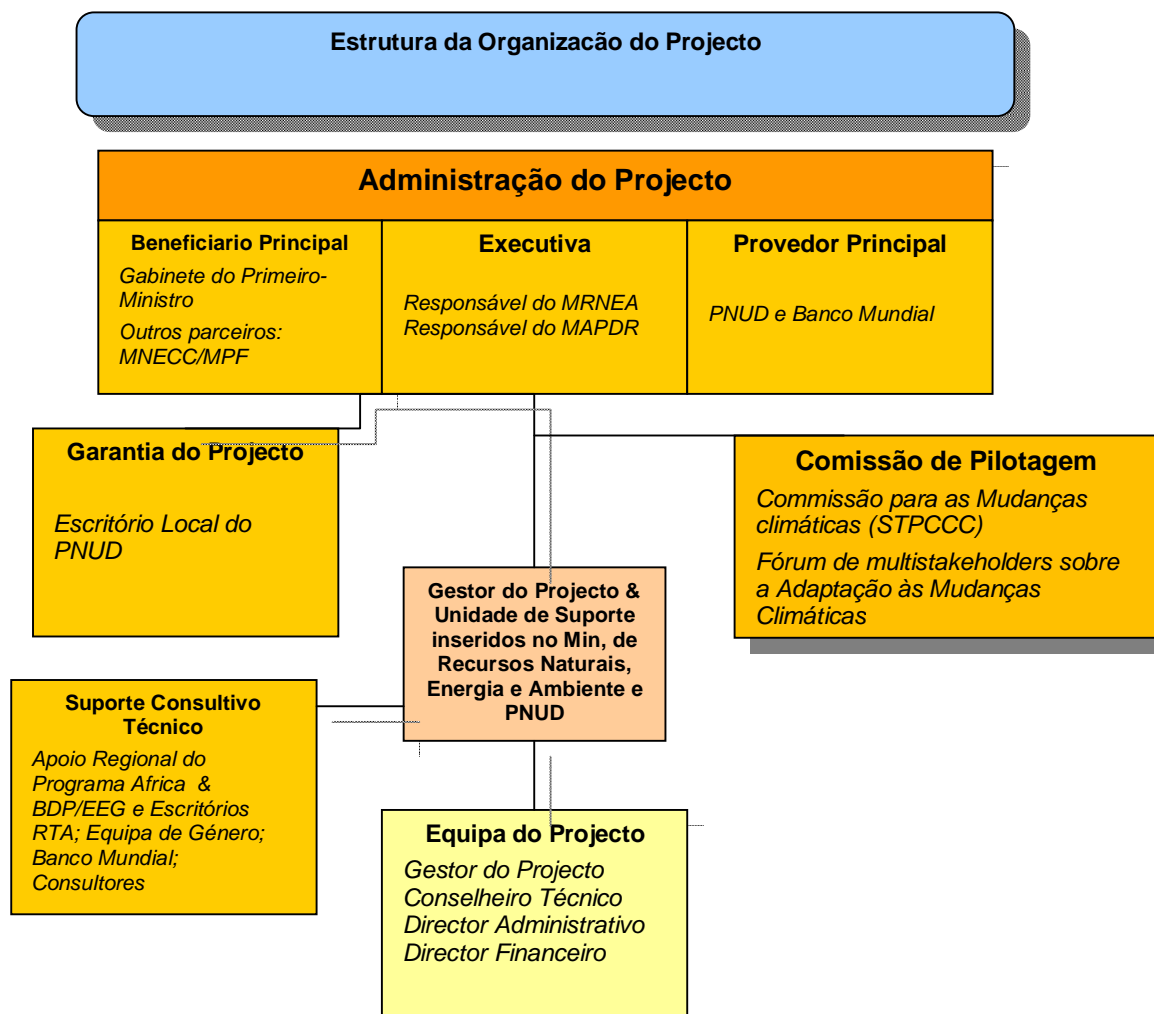 Estrutura da Organizacão do Projecto
Administração do Projecto
Beneficiario Principal
Gabinete do Primeiro-
Ministro
Outros parceiros:
MNECC/MPF
Executiva
Responsável do MRNEA
Responsável do MAPDR
Provedor Principal
PNUD e Banco Mundial
Garantia do Projecto
Escritório Local do
PNUD
Comissão de Pilotagem
Commissão para as Mudanças
climáticas (STPCCC)
Fórum de multistakeholders sobre
a Adaptação às Mudanças
Climáticas
Gestor do Projecto &
Unidade de Suporte
inseridos no Min, de
Recursos Naturais,
Energia e Ambiente e
PNUD
Suporte Consultivo
Técnico
Apoio Regional do
Programa Africa &
BDP/EEG e Escritórios
RTA; Equipa de Género;
Banco Mundial;
Consultores
Equipa do Projecto
Gestor do Projecto
Conselheiro Técnico
Director Administrativo
Director Financeiro